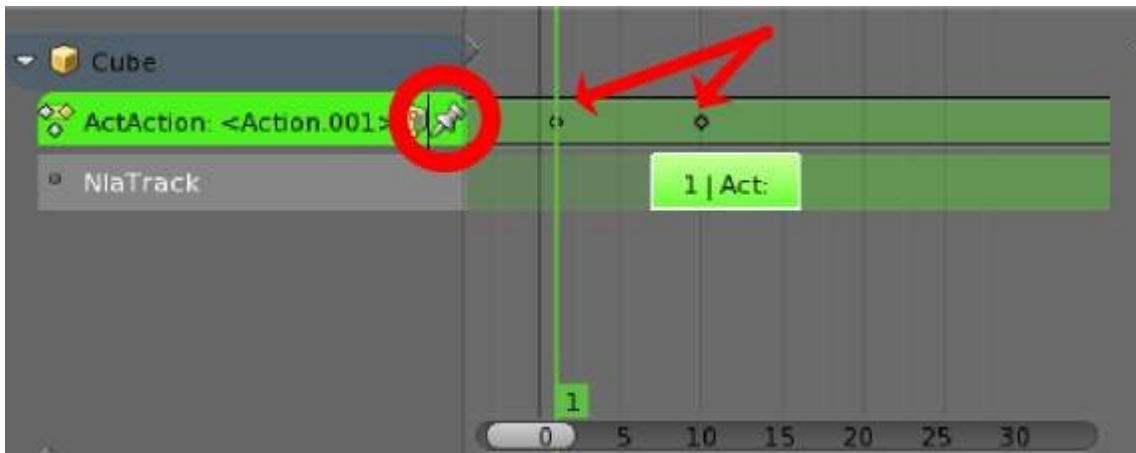 Cube
ActAction: <Action.001>
NlaTrack
1 | Act:
1
0 5 10 15 20 25 30